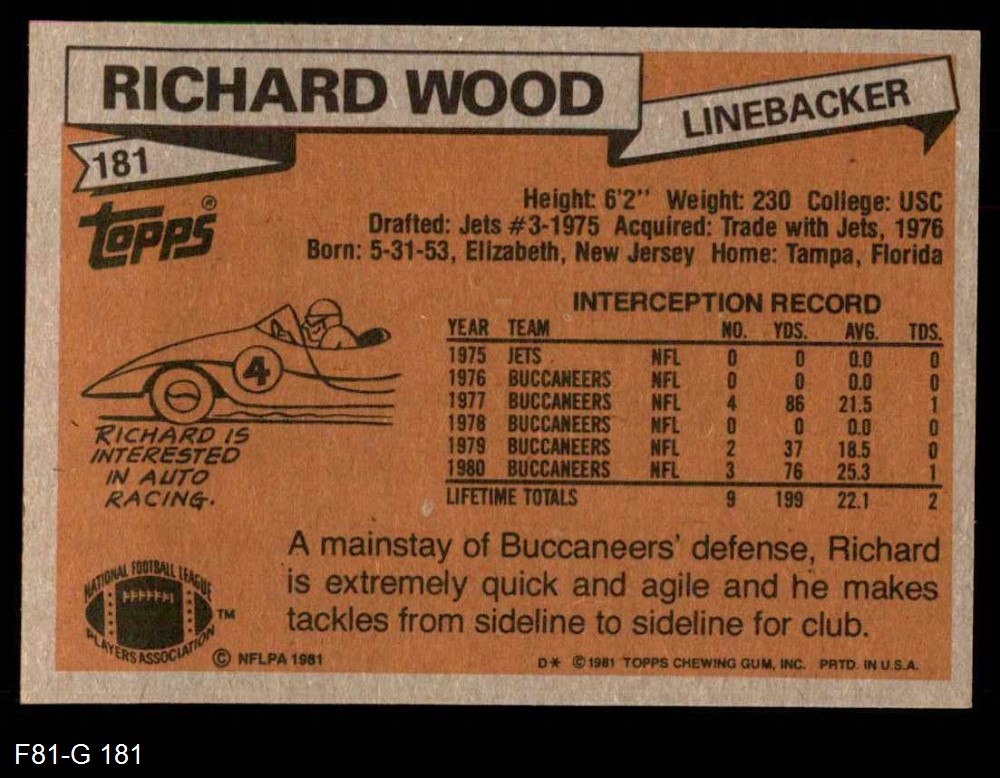 RICHARD WOOD
LINEBACKER
181
Topps®
Height: 6'2" Weight: 230 College: USC
Drafted: Jets #3-1975 Acquired: Trade with Jets, 1976
Born: 5-31-53, Elizabeth, New Jersey Home: Tampa, Florida
INTERCEPTION RECORD
YEAR TEAM NO. YDS. AVG. TDS.
1975 JETS NFL 0 0 0.0 0
1976 BUCCANEERS NFL 0 0 0.0 0
1977 BUCCANEERS NFL 4 86 21.5 1
1978 BUCCANEERS NFL 0 0 0.0 0
1979 BUCCANEERS NFL 2 37 18.5 0
1980 BUCCANEERS NFL 3 76 25.3 1
LIFETIME TOTALS 9 199 22.1 2
4
RICHARD IS
INTERESTED
IN AUTO
RACING.
A mainstay of Buccaneers' defense, Richard
is extremely quick and agile and he makes
tackles from sideline to sideline for club.
NATIONAL FOOTBALL LEAGUE
PLAYERS ASSOCIATION
TM
© NFLPA 1981
D* © 1981 TOPPS CHEWING GUM, INC. PRTD. IN U.S.A.
F81-G 181